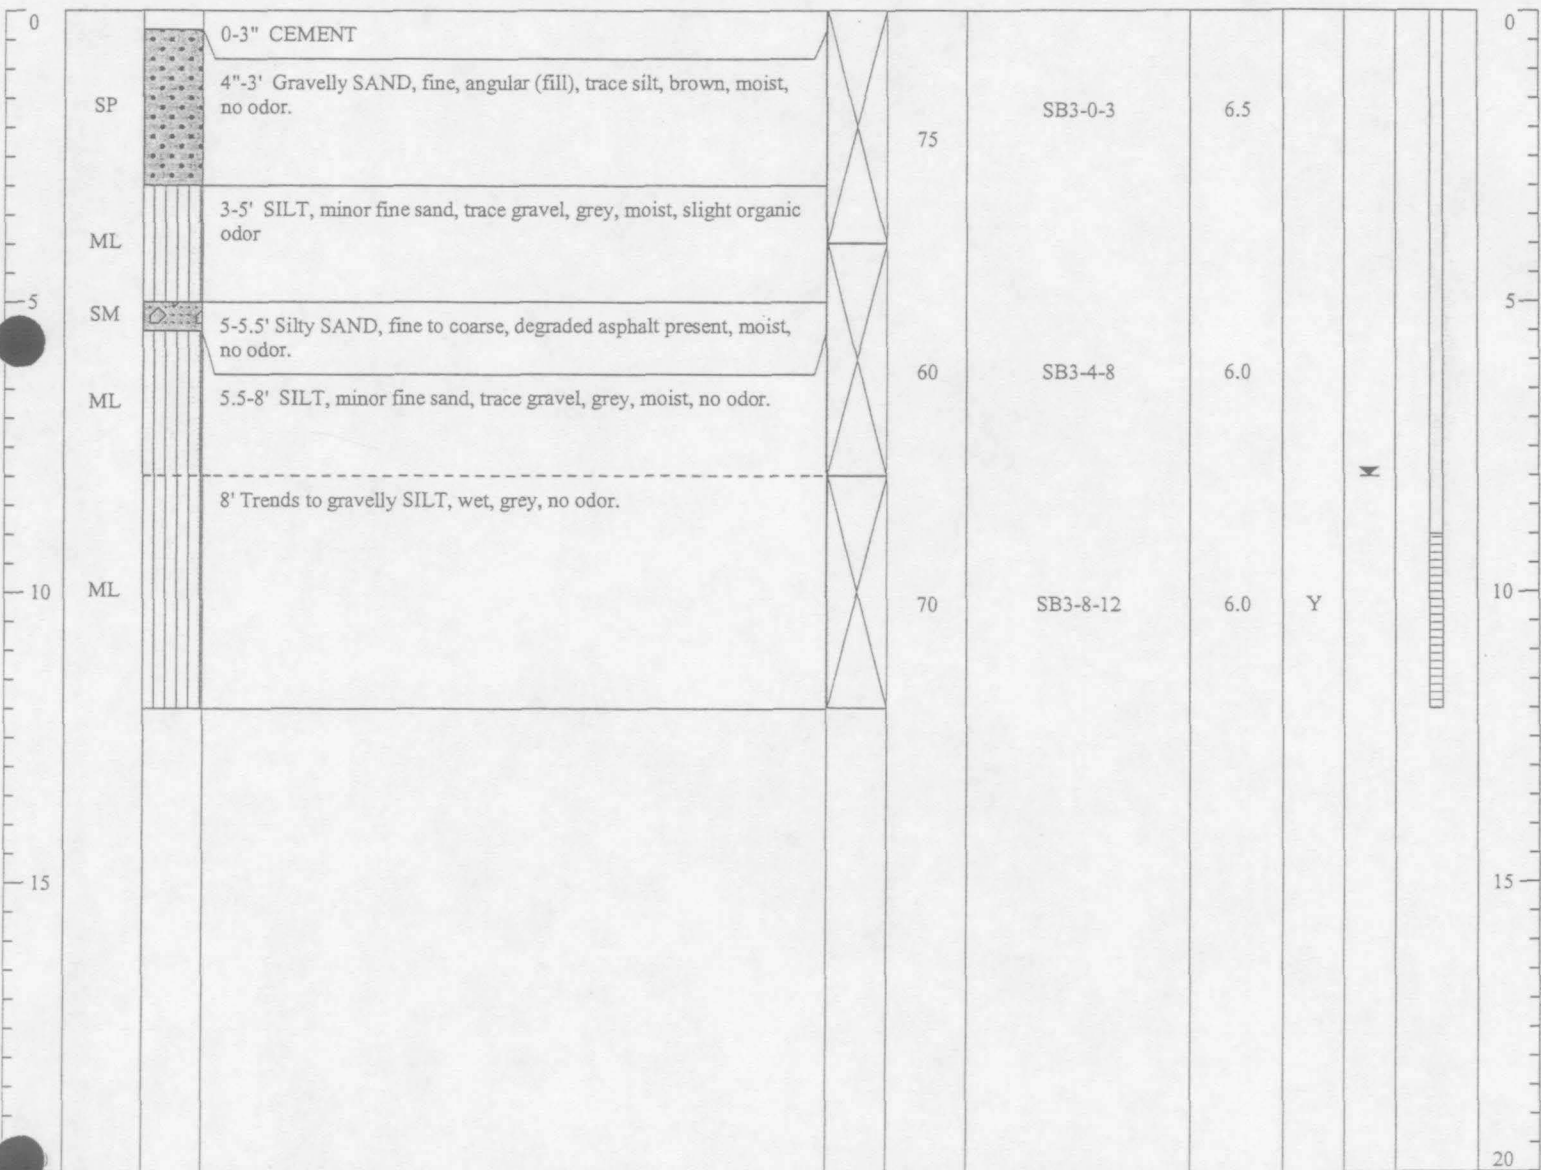 0 0
0-3" CEMENT
4"-3' Gravelly SAND, fine, angular (fill), trace silt, brown, moist,
no odor.
SP SB3-0-3 6.5
75
3-5' SILT, minor fine sand, trace gravel, grey, moist, slight organic
odor
ML
5 5
SM
5-5.5' Silty SAND, fine to coarse, degraded asphalt present, moist,
no odor.
60 SB3-4-8 6.0
ML 5.5-8' SILT, minor fine sand, trace gravel, grey, moist, no odor.
8' Trends to gravelly SILT, wet, grey, no odor.
10 ML 10
70 SB3-8-12 6.0 Y
15 15
20